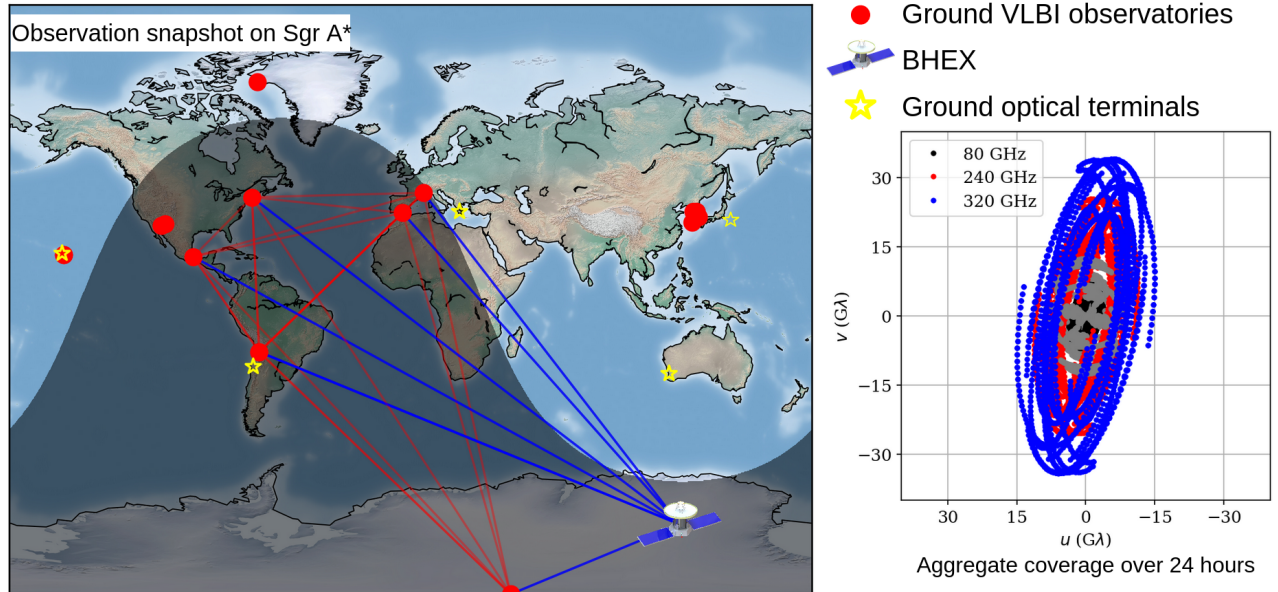 Observation snapshot on Sgr A*
Ground VLBI observatories
BHEX
Ground optical terminals
80 GHz
240 GHz
320 GHz
30
15
0
−15
−30
v (Gλ)
30 15 0 −15 −30
u (Gλ)
Aggregate coverage over 24 hours